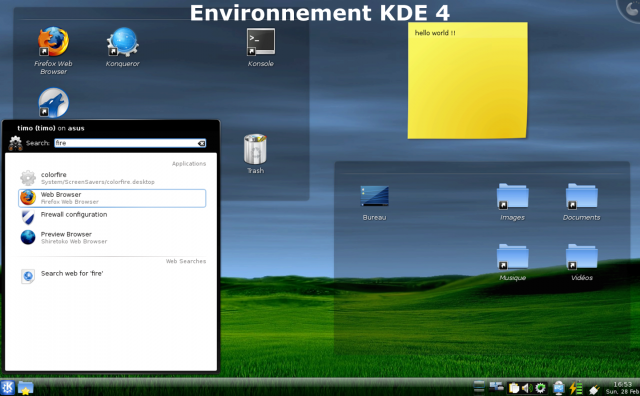 Environnement KDE 4
hello world !!
Firefox Web
Browser
Konqueror
Konsole
timo (timo) on asus
Search: fire
Applications
colorfire
System/ScreenSavers/colorfire.desktop
Web Browser
Firefox Web Browser
Firewall configuration
Preview Browser
Shiretoko Web Browser
Web Searches
Search web for 'fire'
Trash
Bureau
Images
Documents
Musique
Vidéos
16:53
Sun, 28 Feb